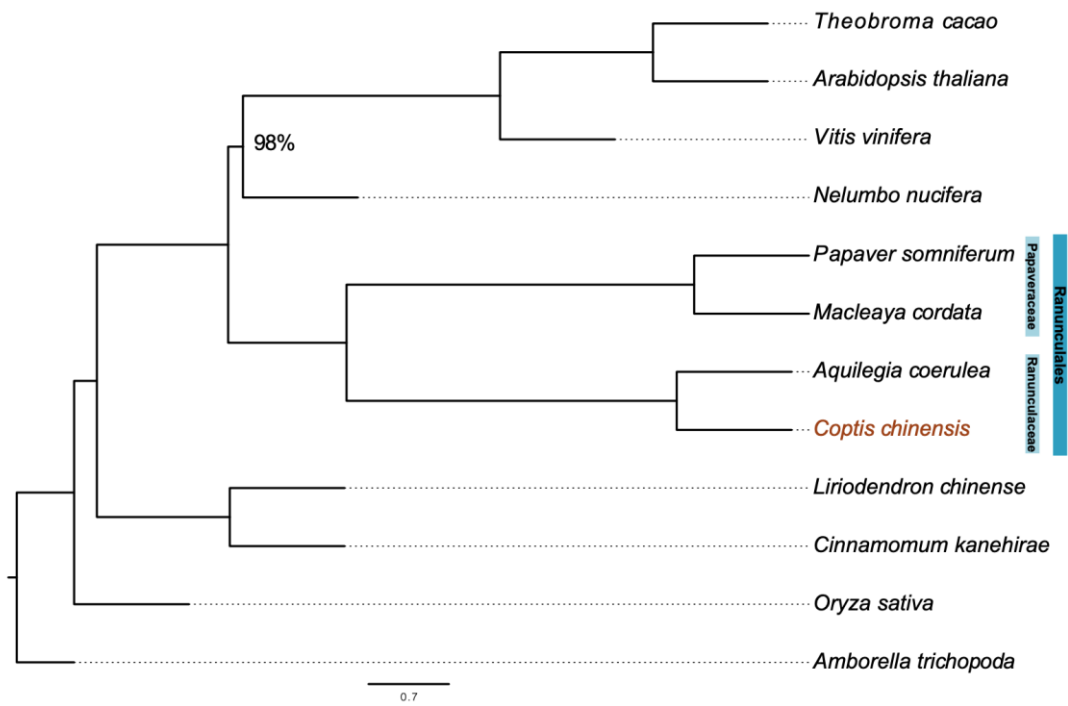 Theobroma cacao
Arabidopsis thaliana
98%
Vitis vinifera
Nelumbo nucifera
Papaver somniferum
Macleaya cordata
Papaveraceae
Ranunculales
Aquilegia coerulea
Coptis chinensis
Ranunculaceae
Liriodendron chinense
Cinnamomum kanehirae
Oryza sativa
Amborella trichopoda
0.7